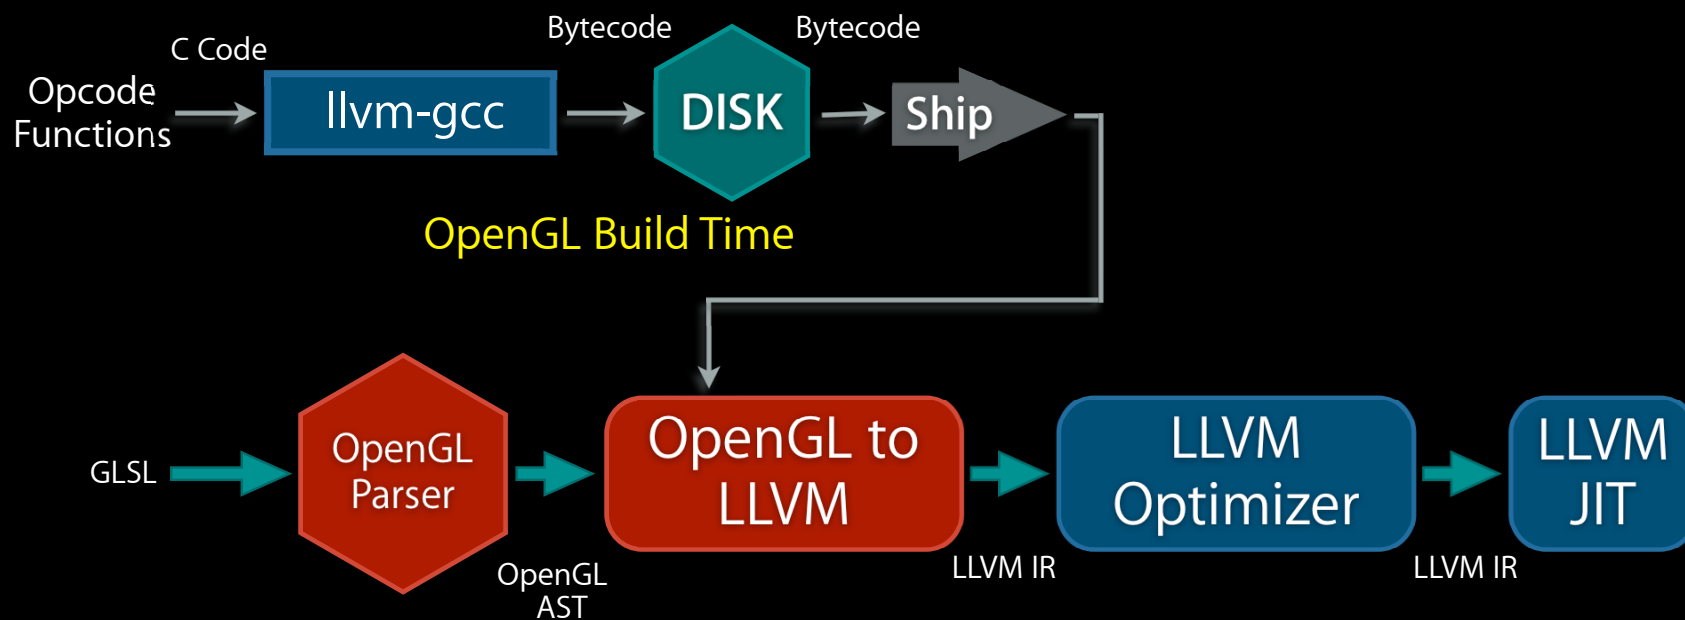 C Code
Bytecode
Bytecode
Opcode
Functions
llvm-gcc
DISK
Ship
OpenGL Build Time
GLSL
OpenGL
Parser
OpenGL
AST
OpenGL to
LLVM
LLVM IR
LLVM
Optimizer
LLVM IR
LLVM
JIT